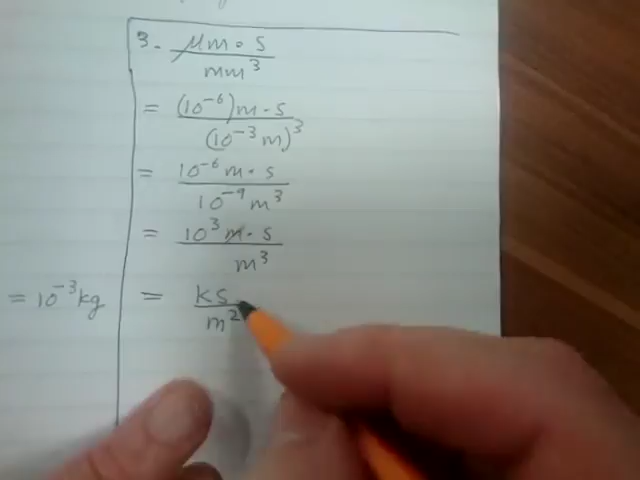 3. μm · s
mm³
= (10⁻⁶)m · s
(10⁻³ m)³
= 10⁻⁶ m · s
10⁻⁹ m³
= 10³ m · s
m³
= 10⁻³ kg
= ks
m²